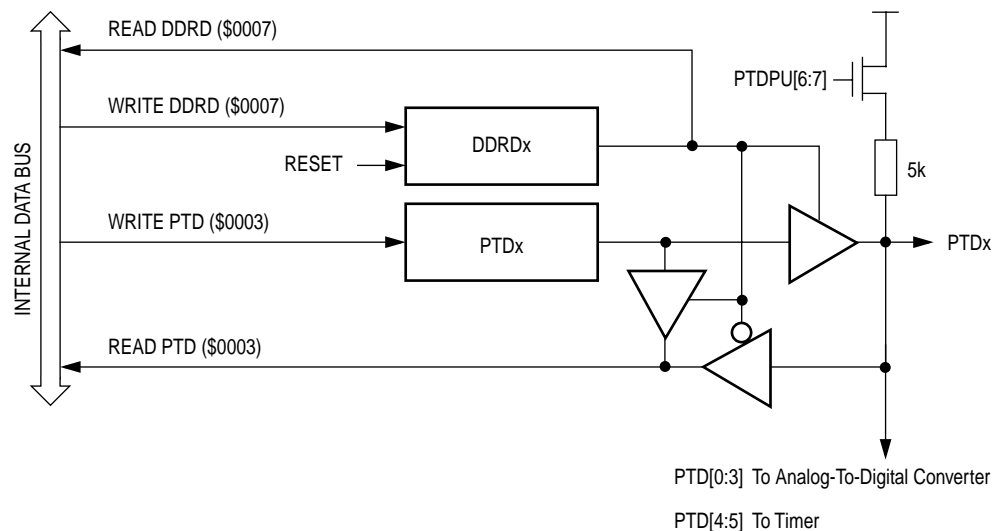 READ DDRD ($0007)
PTDPU[6:7]
WRITE DDRD ($0007)
DDRDx
RESET
5k
INTERNAL DATA BUS
WRITE PTD ($0003)
PTDx
PTDx
READ PTD ($0003)
PTD[0:3] To Analog-To-Digital Converter
PTD[4:5] To Timer